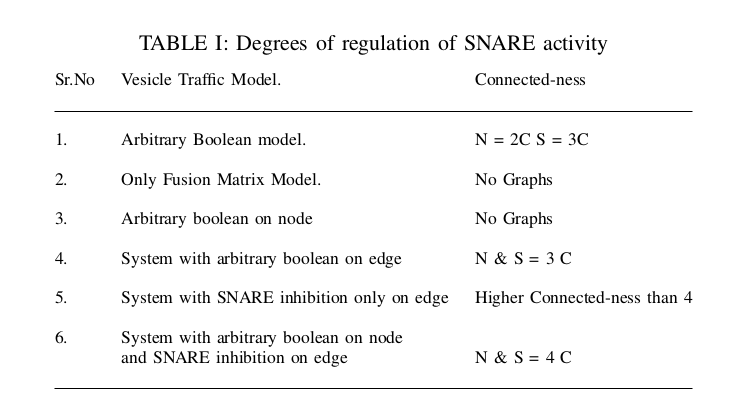 TABLE I: Degrees of regulation of SNARE activity
Sr.No Vesicle Traffic Model. Connected-ness
1. Arbitrary Boolean model. N = 2C S = 3C
2. Only Fusion Matrix Model. No Graphs
3. Arbitrary boolean on node No Graphs
4. System with arbitrary boolean on edge N & S = 3 C
5. System with SNARE inhibition only on edge Higher Connected-ness than 4
6. System with arbitrary boolean on node
and SNARE inhibition on edge N & S = 4 C